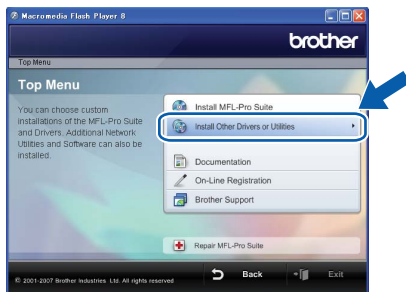 Macromedia Flash Player 8
brother
Top Menu
Top Menu
You can choose custom
installations of the MFL-Pro Suite
and Drivers. Additional Network
Utilities and Software can also be
installed.
Install MFL-Pro Suite
Install Other Drivers or Utilities
Documentation
On-Line Registration
Brother Support
Repair MFL-Pro Suite
© 2001-2007 Brother Industries. Ltd. All rights reserved
Back
Exit